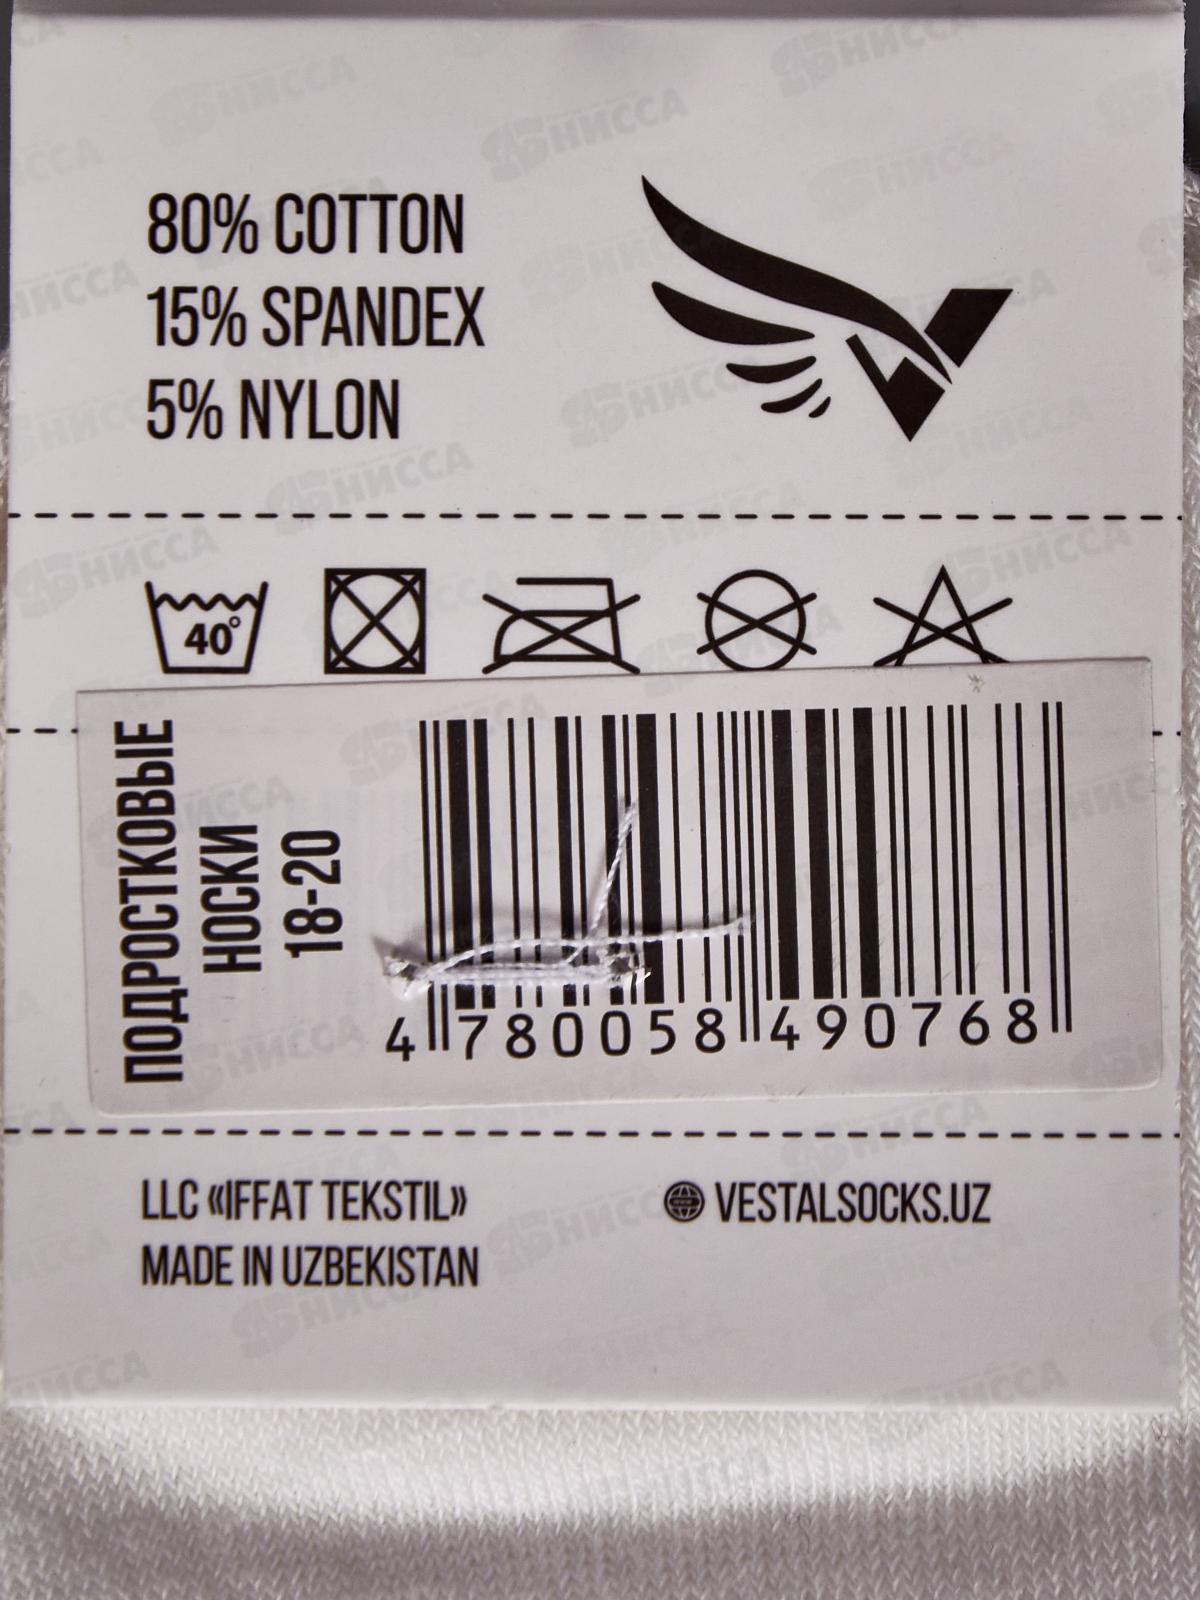 80% COTTON
15% SPANDEX
5% NYLON
40°
ПОДРОСТКОВЫЕ
НОСКИ
18-20
4 780058 490768
LLC «IFFAT TEKSTIL»
MADE IN UZBEKISTAN
VESTALSOCKS.UZ